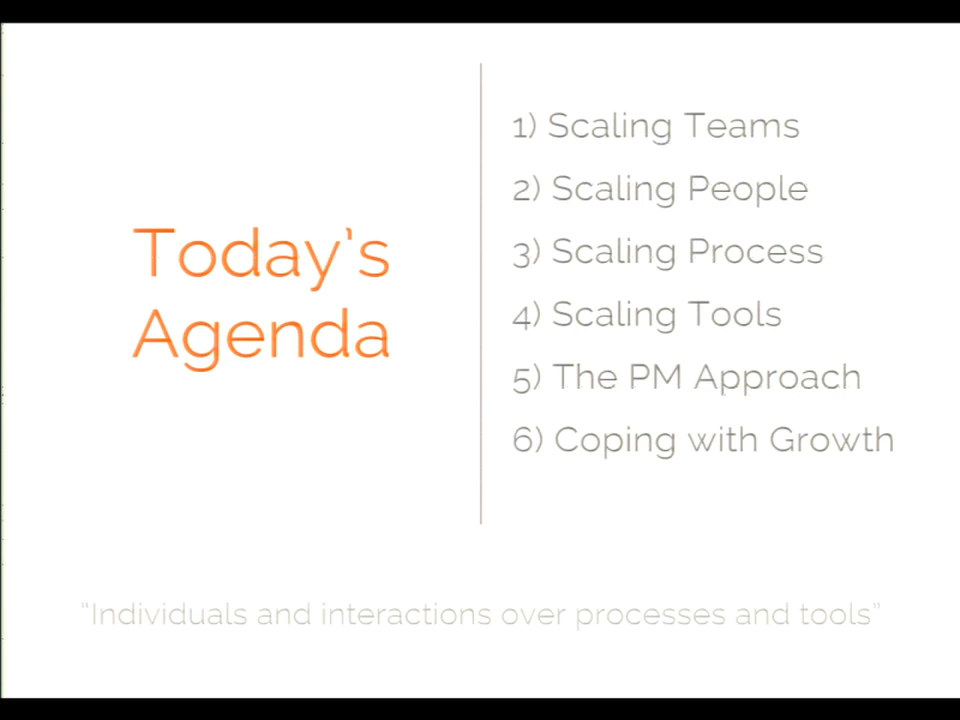 Today's
Agenda
1) Scaling Teams
2) Scaling People
3) Scaling Process
4) Scaling Tools
5) The PM Approach
6) Coping with Growth
“Individuals and interactions over processes and tools”